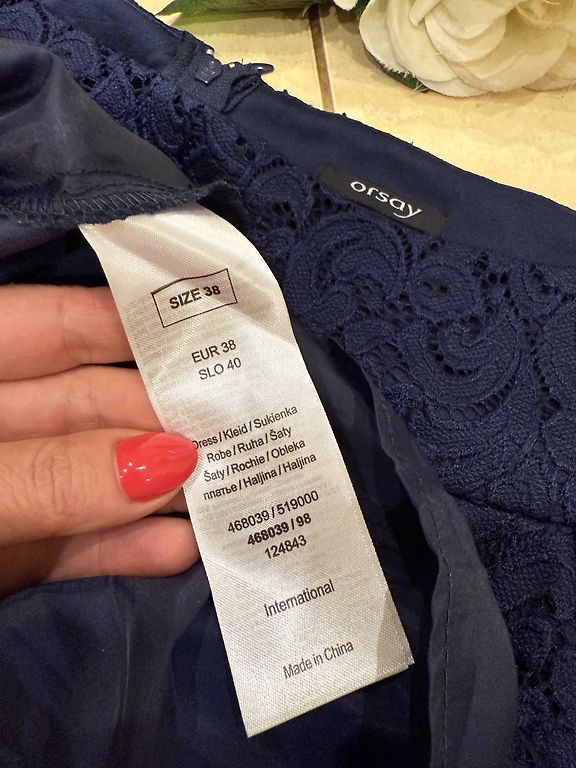 orsay
SIZE 38
EUR 38
SLO 40
Dress / Kleid / Sukienka
Robe / Ruha / Šaty
Šaty / Rochie / Obleka
платье / Haljina / Haljina
468039 / 519000
468039 / 98
124843
International
Made in China